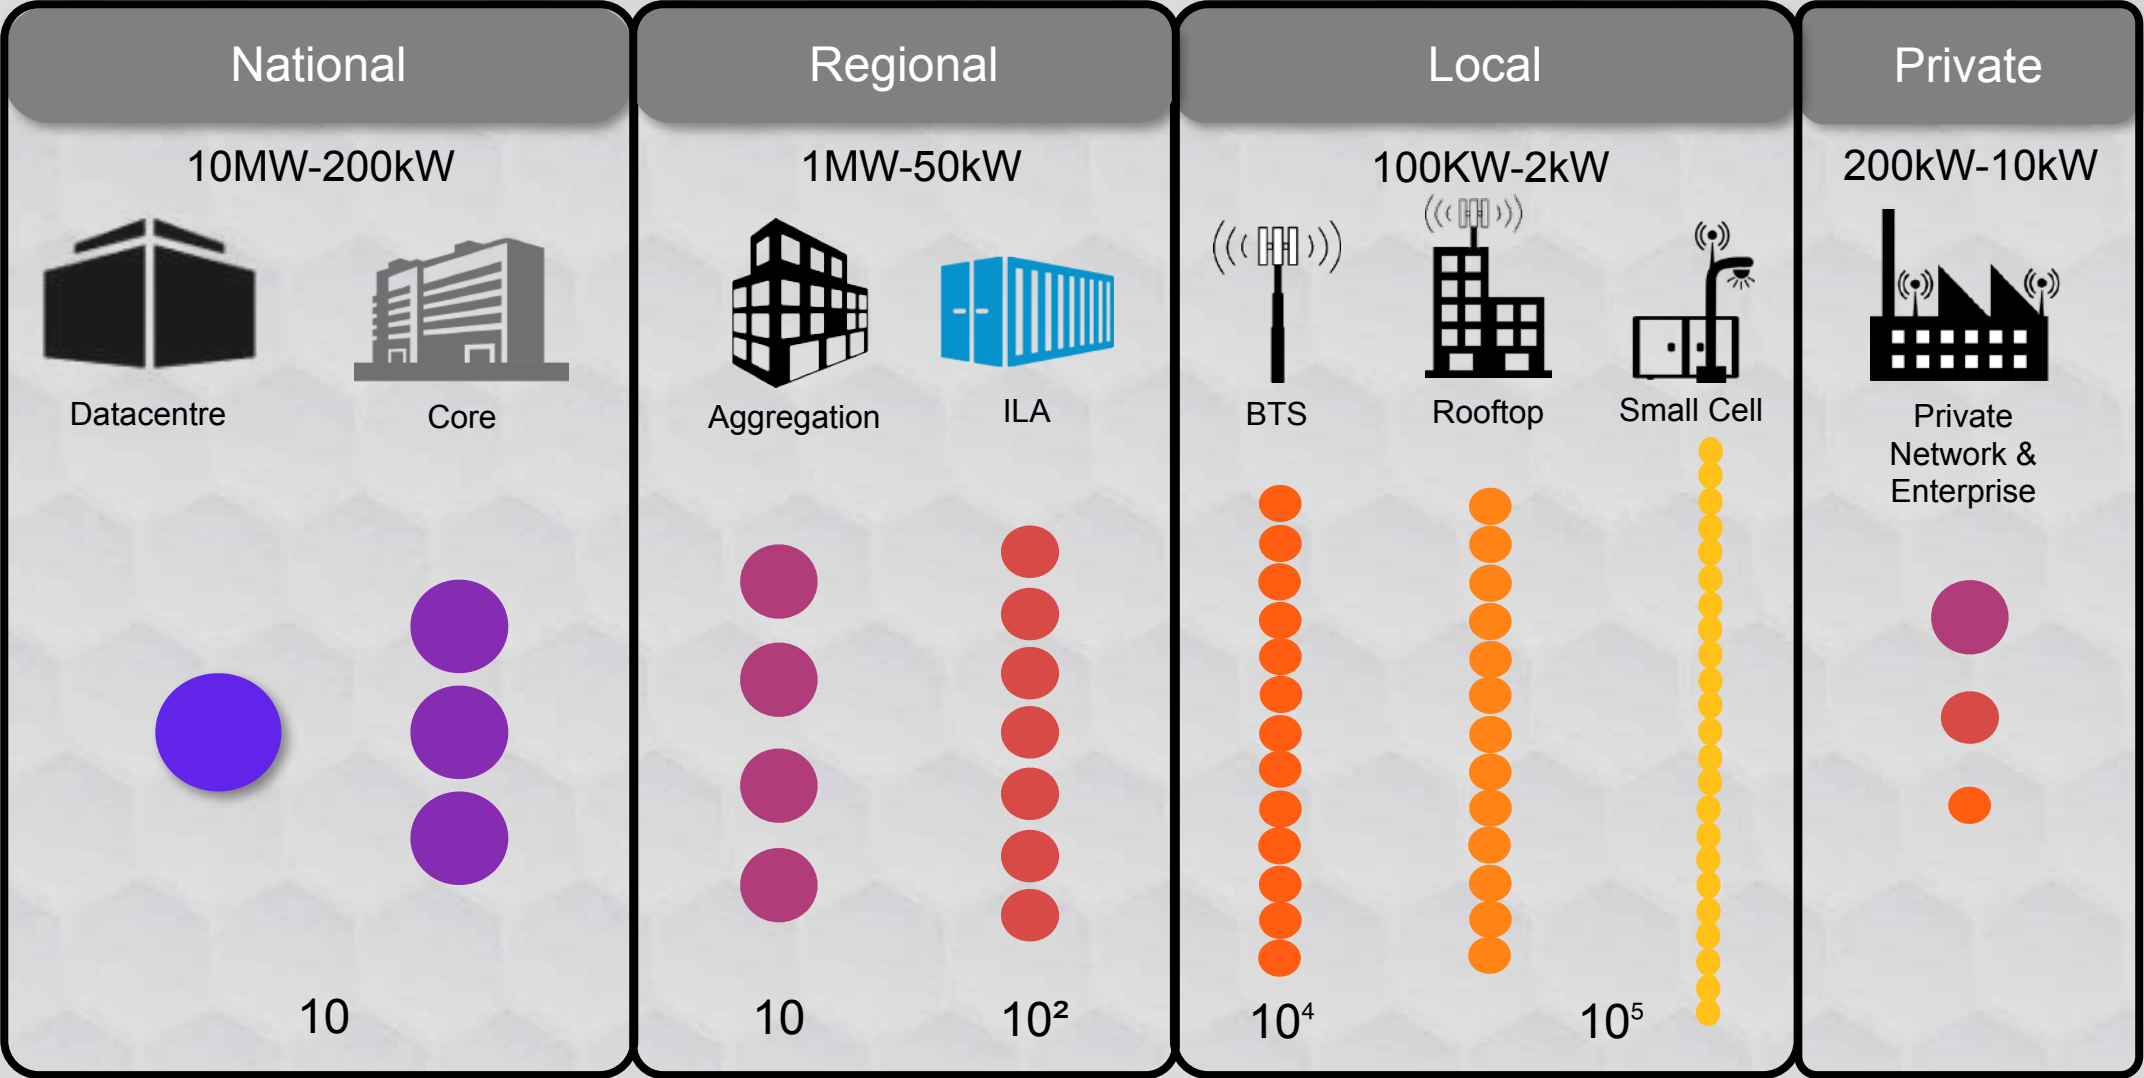 National
10MW-200kW
Datacentre
Core
10
Regional
1MW-50kW
Aggregation
ILA
10
10²
Local
100KW-2kW
BTS
Rooftop
Small Cell
10⁴
10⁵
Private
200kW-10kW
Private
Network &
Enterprise